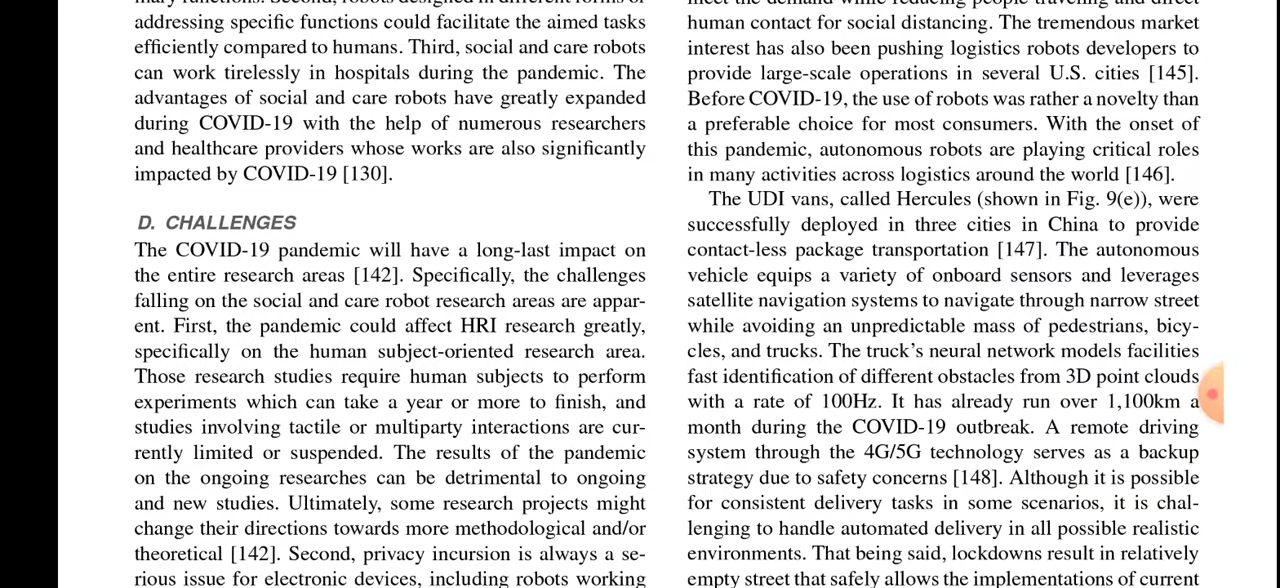 addressing specific functions could facilitate the aimed tasks
efficiently compared to humans. Third, social and care robots
can work tirelessly in hospitals during the pandemic. The
advantages of social and care robots have greatly expanded
during COVID-19 with the help of numerous researchers
and healthcare providers whose works are also significantly
impacted by COVID-19 [130].
D. CHALLENGES
The COVID-19 pandemic will have a long-last impact on
the entire research areas [142]. Specifically, the challenges
falling on the social and care robot research areas are appar-
ent. First, the pandemic could affect HRI research greatly,
specifically on the human subject-oriented research area.
Those research studies require human subjects to perform
experiments which can take a year or more to finish, and
studies involving tactile or multiparty interactions are cur-
rently limited or suspended. The results of the pandemic
on the ongoing researches can be detrimental to ongoing
and new studies. Ultimately, some research projects might
change their directions towards more methodological and/or
theoretical [142]. Second, privacy incursion is always a se-
rious issue for electronic devices, including robots working
human contact for social distancing. The tremendous market
interest has also been pushing logistics robots developers to
provide large-scale operations in several U.S. cities [145].
Before COVID-19, the use of robots was rather a novelty than
a preferable choice for most consumers. With the onset of
this pandemic, autonomous robots are playing critical roles
in many activities across logistics around the world [146].
The UDI vans, called Hercules (shown in Fig. 9(e)), were
successfully deployed in three cities in China to provide
contact-less package transportation [147]. The autonomous
vehicle equips a variety of onboard sensors and leverages
satellite navigation systems to navigate through narrow street
while avoiding an unpredictable mass of pedestrians, bicy-
cles, and trucks. The truck's neural network models facilities
fast identification of different obstacles from 3D point clouds
with a rate of 100Hz. It has already run over 1,100km a
month during the COVID-19 outbreak. A remote driving
system through the 4G/5G technology serves as a backup
strategy due to safety concerns [148]. Although it is possible
for consistent delivery tasks in some scenarios, it is chal-
lenging to handle automated delivery in all possible realistic
environments. That being said, lockdowns result in relatively
empty street that safely allows the implementations of current